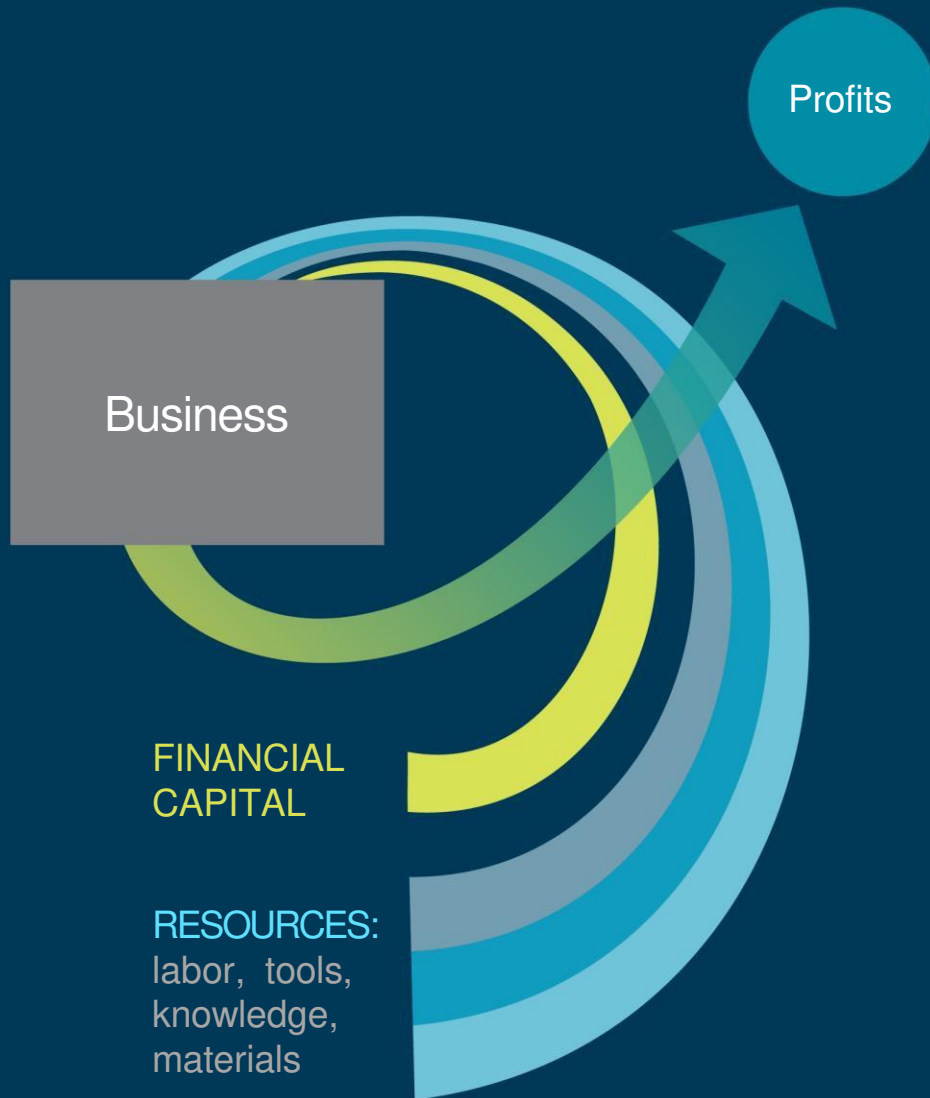 Profits
Business
FINANCIAL
CAPITAL
RESOURCES:
labor, tools,
knowledge,
materials